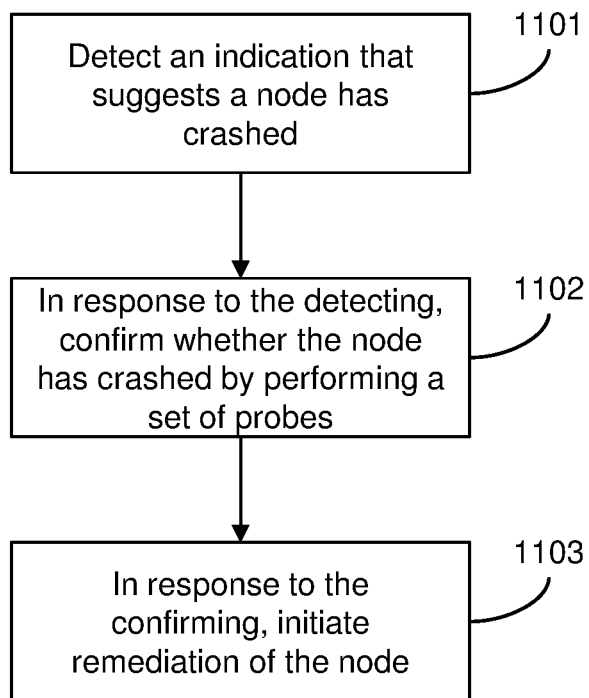 1101
Detect an indication that
suggests a node has
crashed
1102
In response to the detecting,
confirm whether the node
has crashed by performing a
set of probes
1103
In response to the
confirming, initiate
remediation of the node